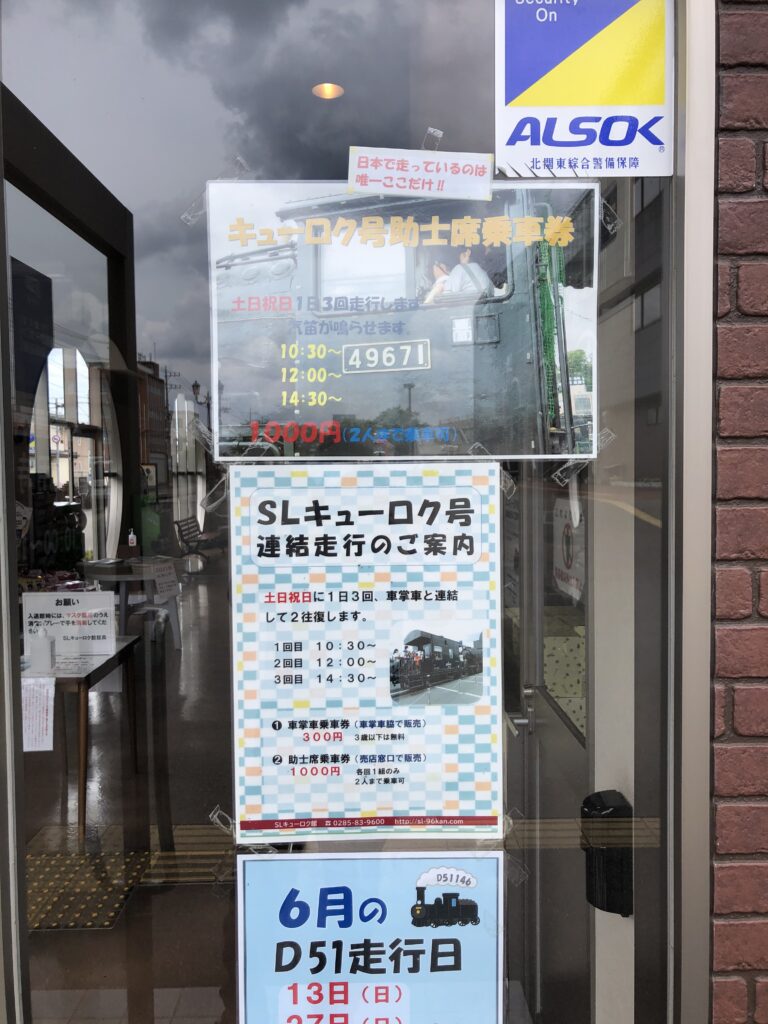 Security
On
ALSOK
北関東綜合警備保障
日本で走っているのは
唯一ここだけ!!
キューロク号助士席乗車券
土日祝日1日3回走行します
汽笛が鳴らせます。
10:30～
49671
12:00～
14:30～
1000円(2人まで乗車可)
SLキューロク号
連結走行のご案内
土日祝日に1日3回、車掌車と連結
して2往復します。
1回目 10:30～
2回目 12:00～
3回目 14:30～
❶ 車掌車乗車券(車掌車脇で販売)
300円 3歳以下は無料
❷ 助士席乗車券(売店窓口で販売)
1000円 各回1組のみ
2人まで乗車可
SLキューロク館 ☎0285-83-9600 http://sl-96kan.com
お願い
SLキューロク館館長
D51146
6月の
D51走行日
13日(日)
27日(日)